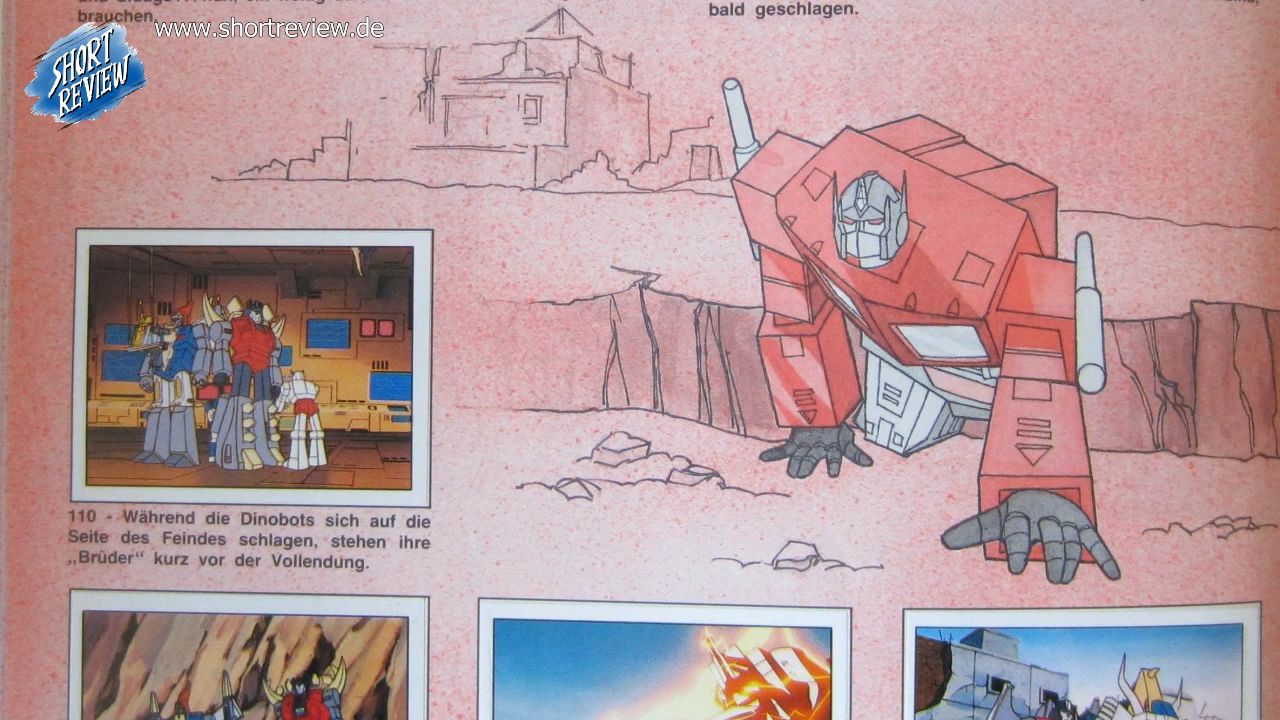 brauchen.
bald geschlagen.
www.shortreview.de
SHORT
REVIEW
110 - Während die Dinobots sich auf die
Seite des Feindes schlagen, stehen ihre
„Brüder“ kurz vor der Vollendung.